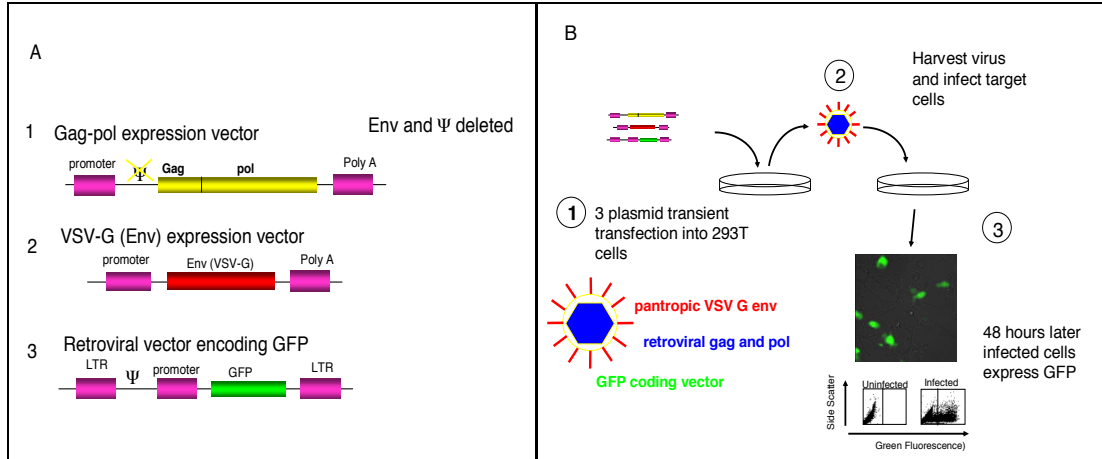 A
1 Gag-pol expression vector
Env and Ψ deleted
promoter Ψ Gag pol Poly A
2 VSV-G (Env) expression vector
promoter Env (VSV-G) Poly A
3 Retroviral vector encoding GFP
LTR Ψ promoter GFP LTR
B
2
Harvest virus
and infect target
cells
1 3 plasmid transient
transfection into 293T
cells
pantropic VSV G env
retroviral gag and pol
GFP coding vector
3
48 hours later
infected cells
express GFP
Side Scatter
Uninfected Infected
Green Fluorescence)